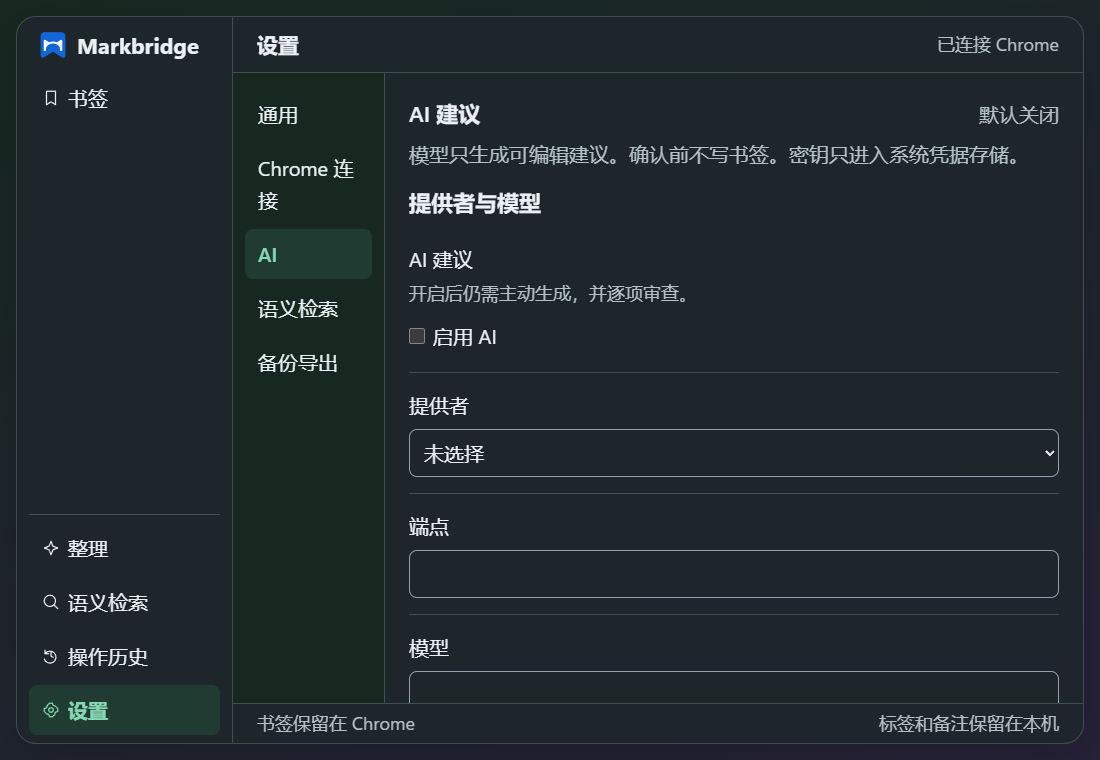 Markbridge
书签
整理
语义检索
操作历史
设置
设置
已连接 Chrome
通用
Chrome 连
接
AI
语义检索
备份导出
AI 建议
默认关闭
模型只生成可编辑建议。确认前不写书签。密钥只进入系统凭据存储。
提供者与模型
AI 建议
开启后仍需主动生成，并逐项审查。
启用 AI
提供者
未选择
端点
模型
书签保留在 Chrome
标签和备注保留在本机